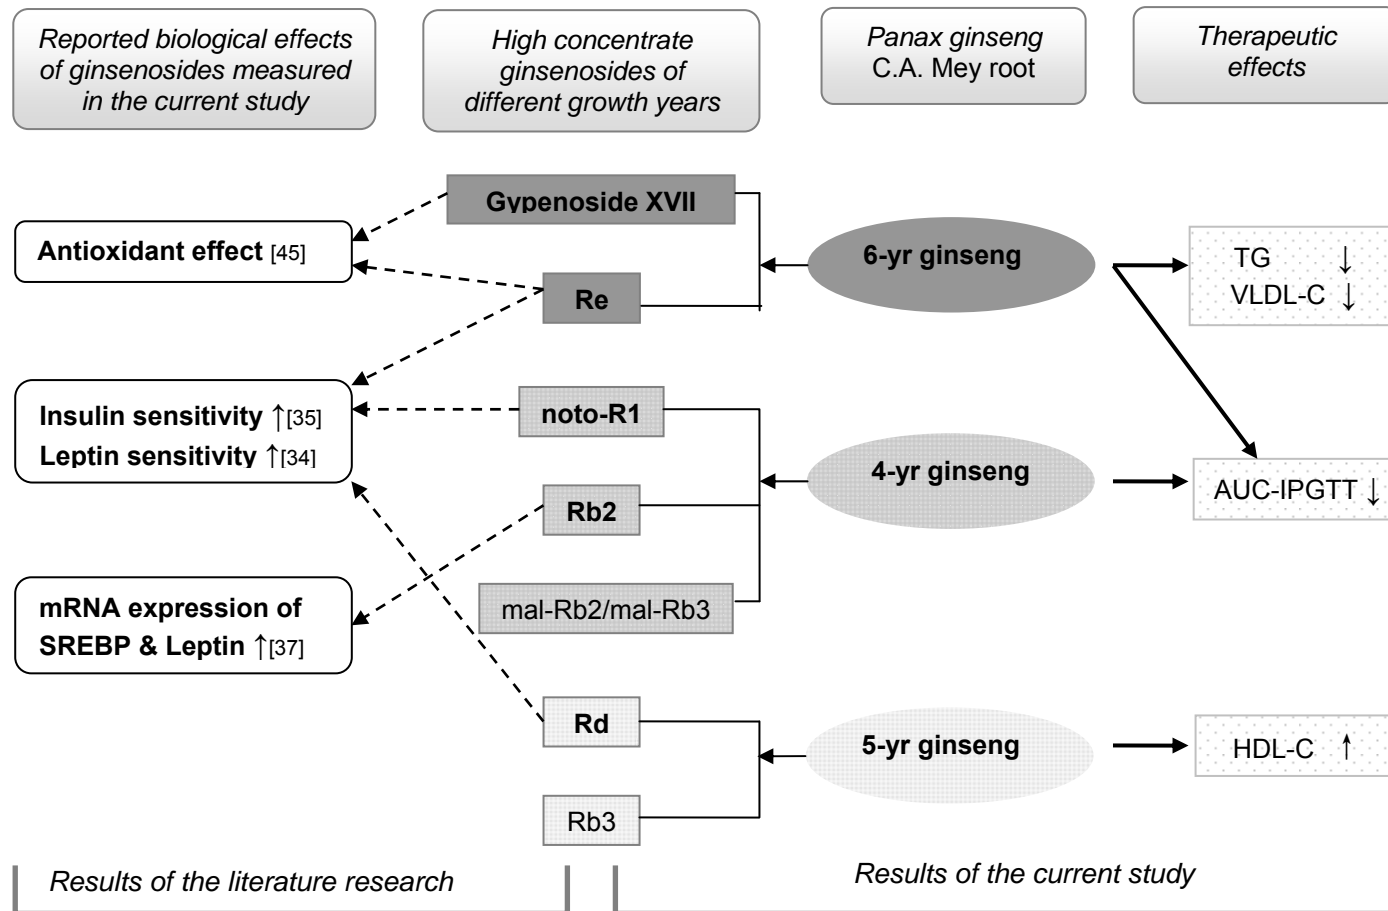 Reported biological effects
of ginsenosides measured
in the current study
High concentrate
ginsenosides of
different growth years
Panax ginseng
C.A. Mey root
Therapeutic
effects
Gypenoside XVII
Antioxidant effect [45]
6-yr ginseng
TG ↓
VLDL-C ↓
Re
Insulin sensitivity ↑[35]
Leptin sensitivity ↑[34]
noto-R1
4-yr ginseng
AUC-IPGTT ↓
Rb2
mRNA expression of
SREBP & Leptin ↑[37]
mal-Rb2/mal-Rb3
Rd
5-yr ginseng
HDL-C ↑
Rb3
Results of the literature research
Results of the current study